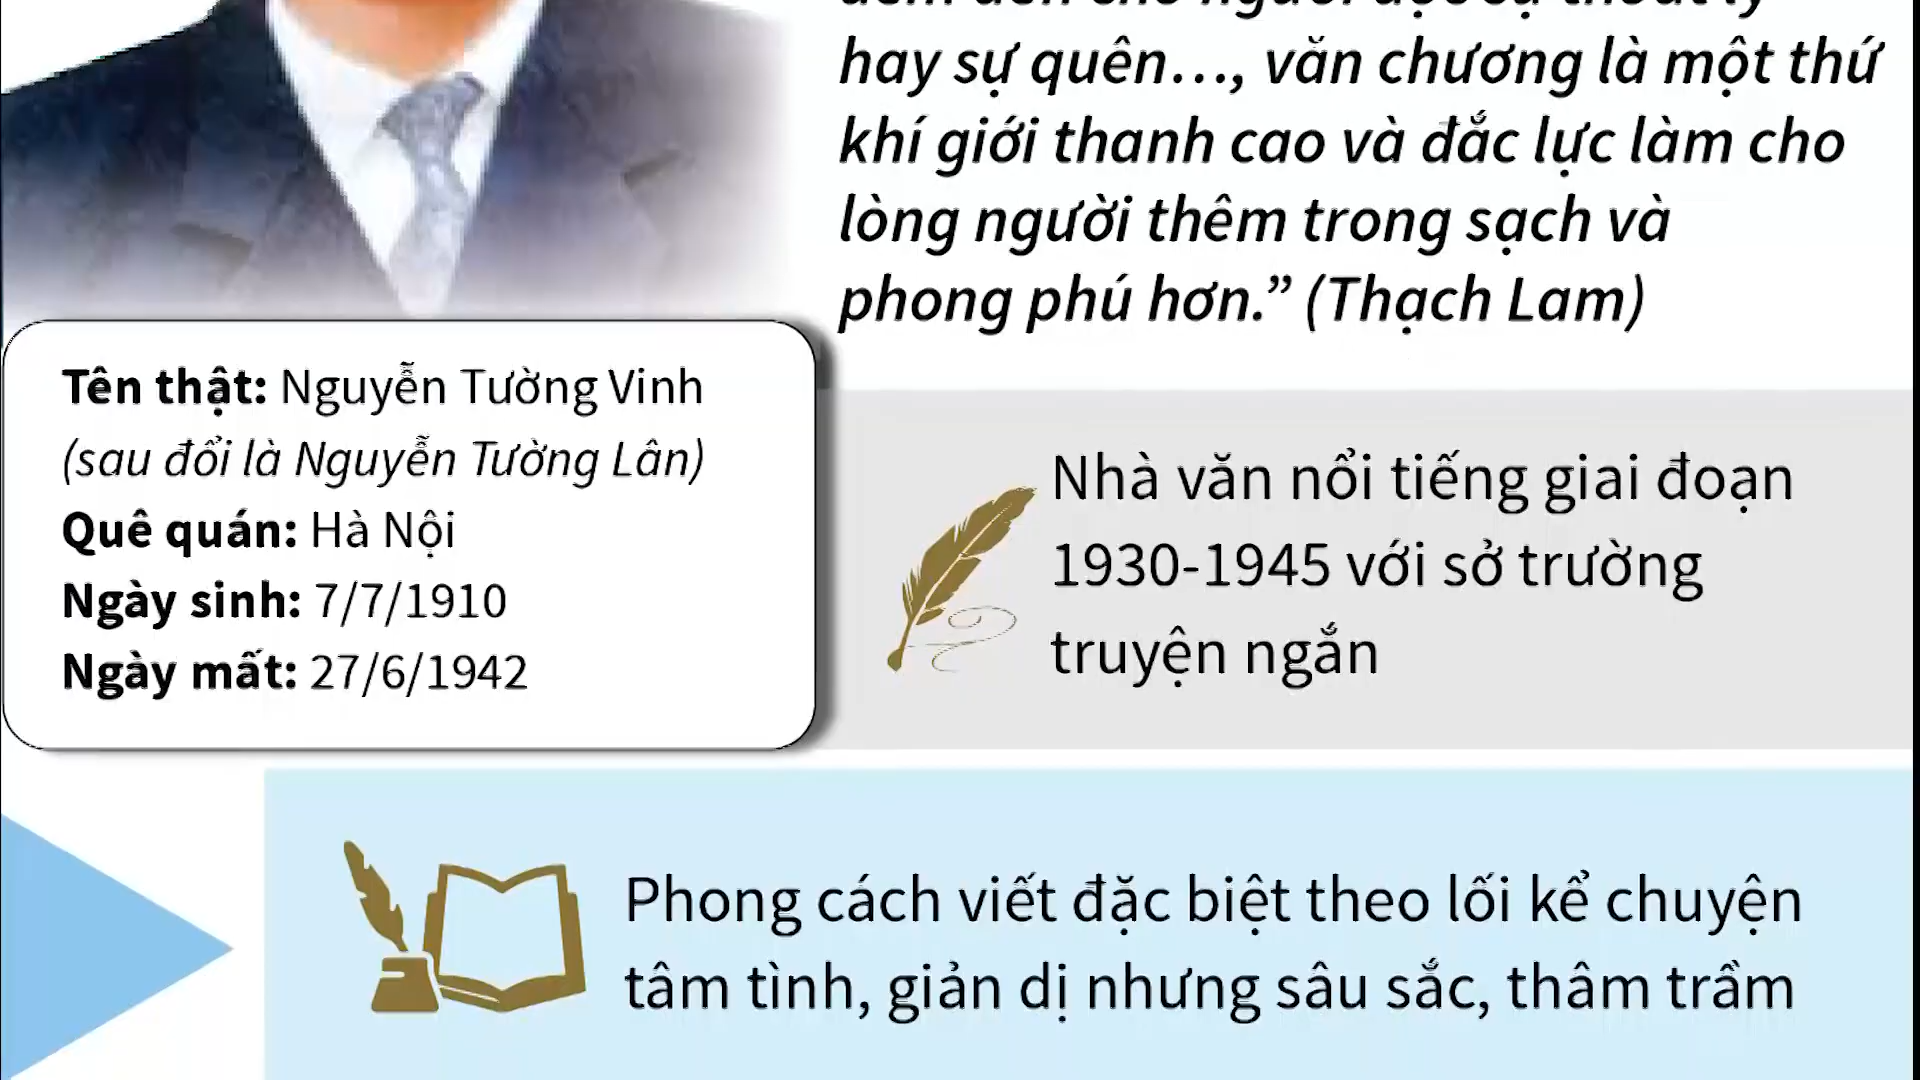 hay sự quên..., văn chương là một thứ
khí giới thanh cao và đắc lực làm cho
lòng người thêm trong sạch và
phong phú hơn.” (Thạch Lam)
Tên thật: Nguyễn Tường Vinh
(sau đổi là Nguyễn Tường Lân)
Quê quán: Hà Nội
Ngày sinh: 7/7/1910
Ngày mất: 27/6/1942
Nhà văn nổi tiếng giai đoạn
1930-1945 với sở trường
truyện ngắn
Phong cách viết đặc biệt theo lối kể chuyện
tâm tình, giản dị nhưng sâu sắc, thâm trầm